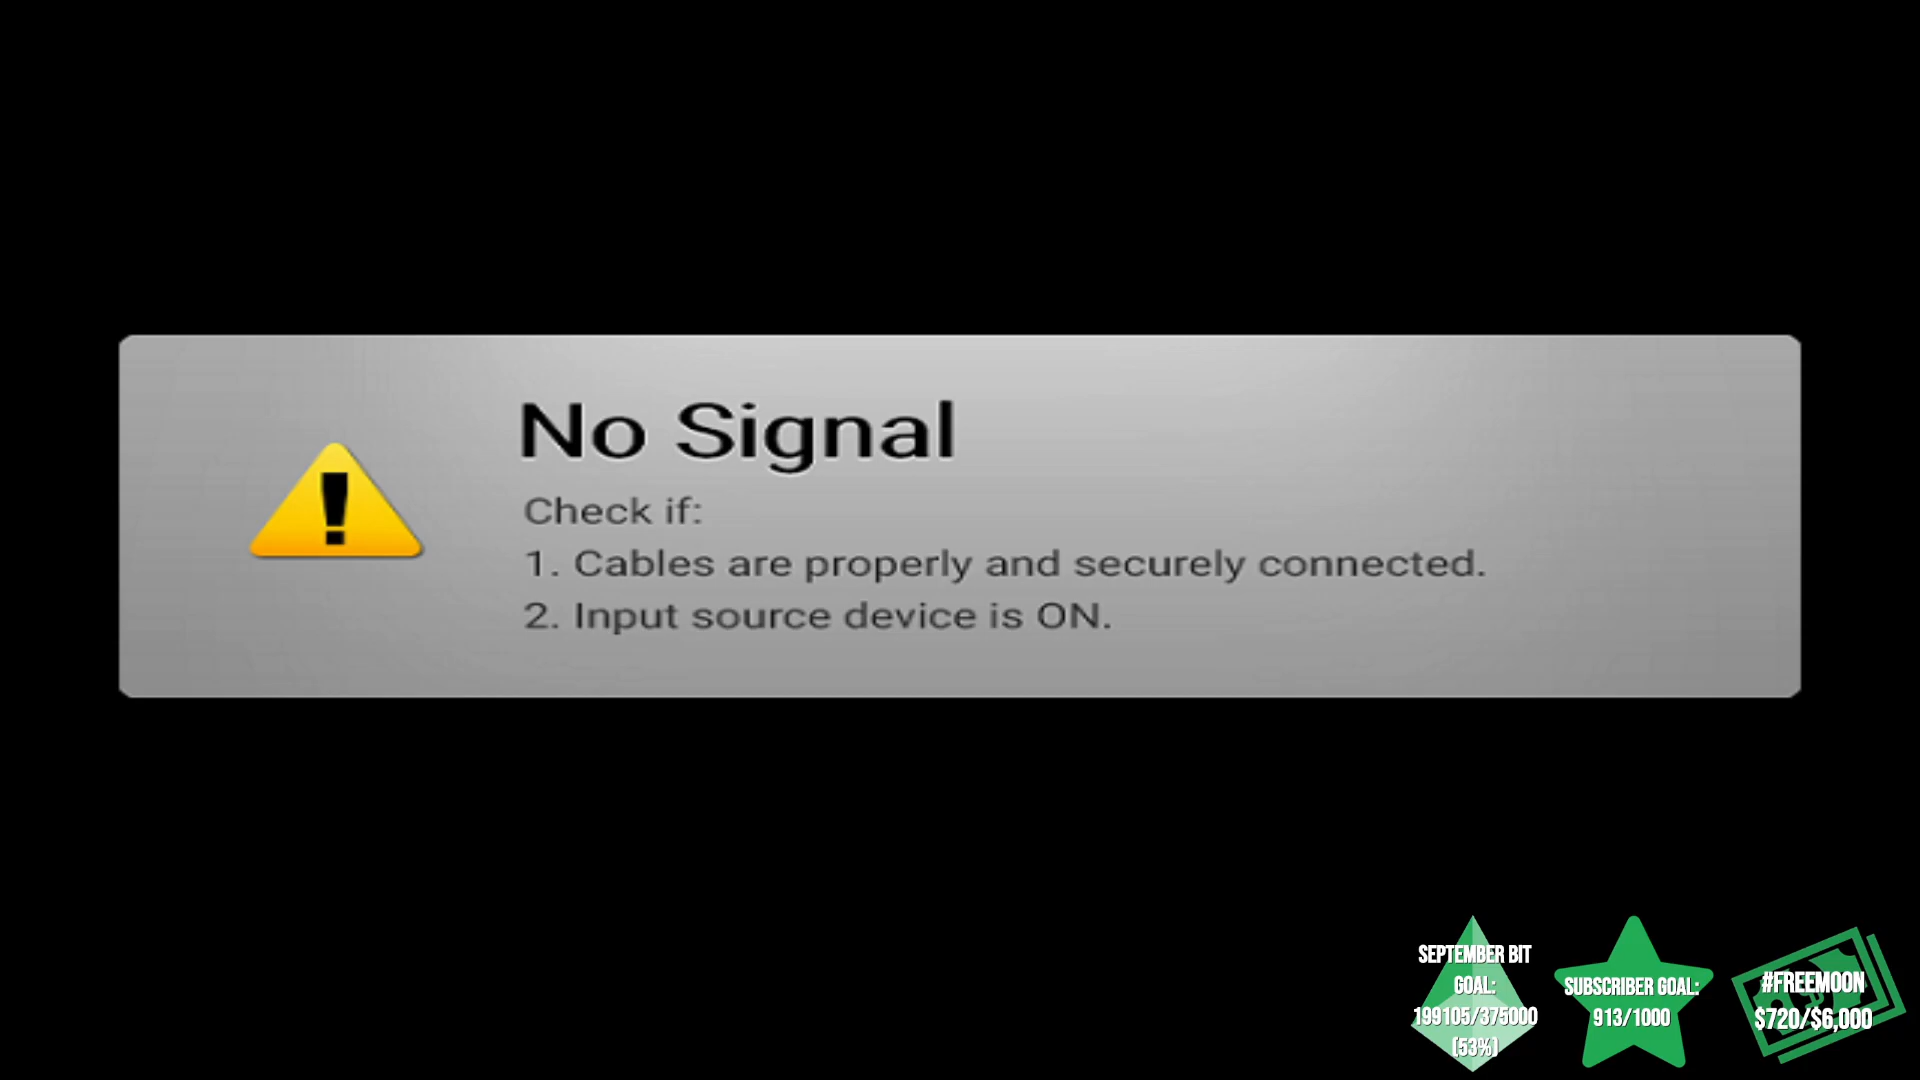 No Signal
Check if:
1. Cables are properly and securely connected.
2. Input source device is ON.
SEPTEMBER BIT
GOAL:
199105/375000
(53%)
SUBSCRIBER GOAL:
913/1000
#FREEMOON
$720/$6,000